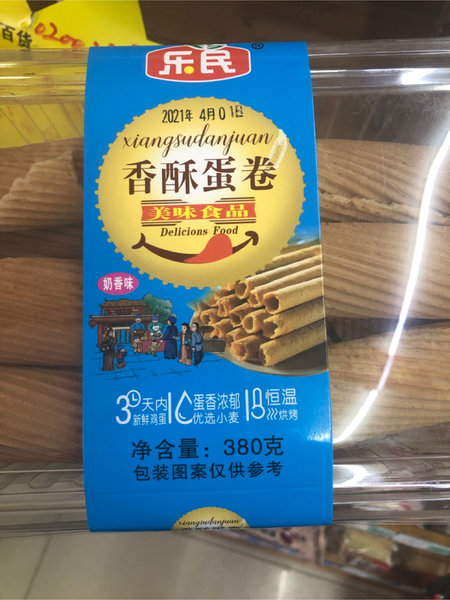 百货
乐民
®
2021年 4月 0 1日
xiangsudanjuan
香酥蛋卷
美味食品
Delicious Food
奶香味
3天内
新鲜鸡蛋
蛋香浓郁
优选小麦
恒温
烘烤
净含量：380克
包装图案仅供参考
xiangsudanjuan